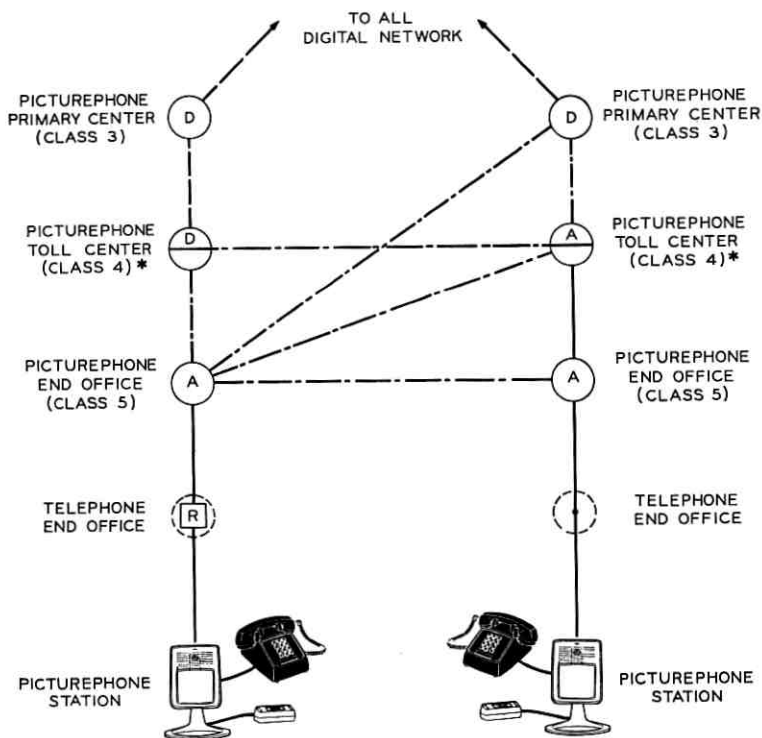 TO ALL
DIGITAL NETWORK
PICTUREPHONE
PRIMARY CENTER
(CLASS 3)
D
D
PICTUREPHONE
PRIMARY CENTER
(CLASS 3)
PICTUREPHONE
TOLL CENTER
(CLASS 4)*
D
A
PICTUREPHONE
TOLL CENTER
(CLASS 4)*
PICTUREPHONE
END OFFICE
(CLASS 5)
A
A
PICTUREPHONE
END OFFICE
(CLASS 5)
TELEPHONE
END OFFICE
R
TELEPHONE
END OFFICE
PICTUREPHONE
STATION
PICTUREPHONE
STATION